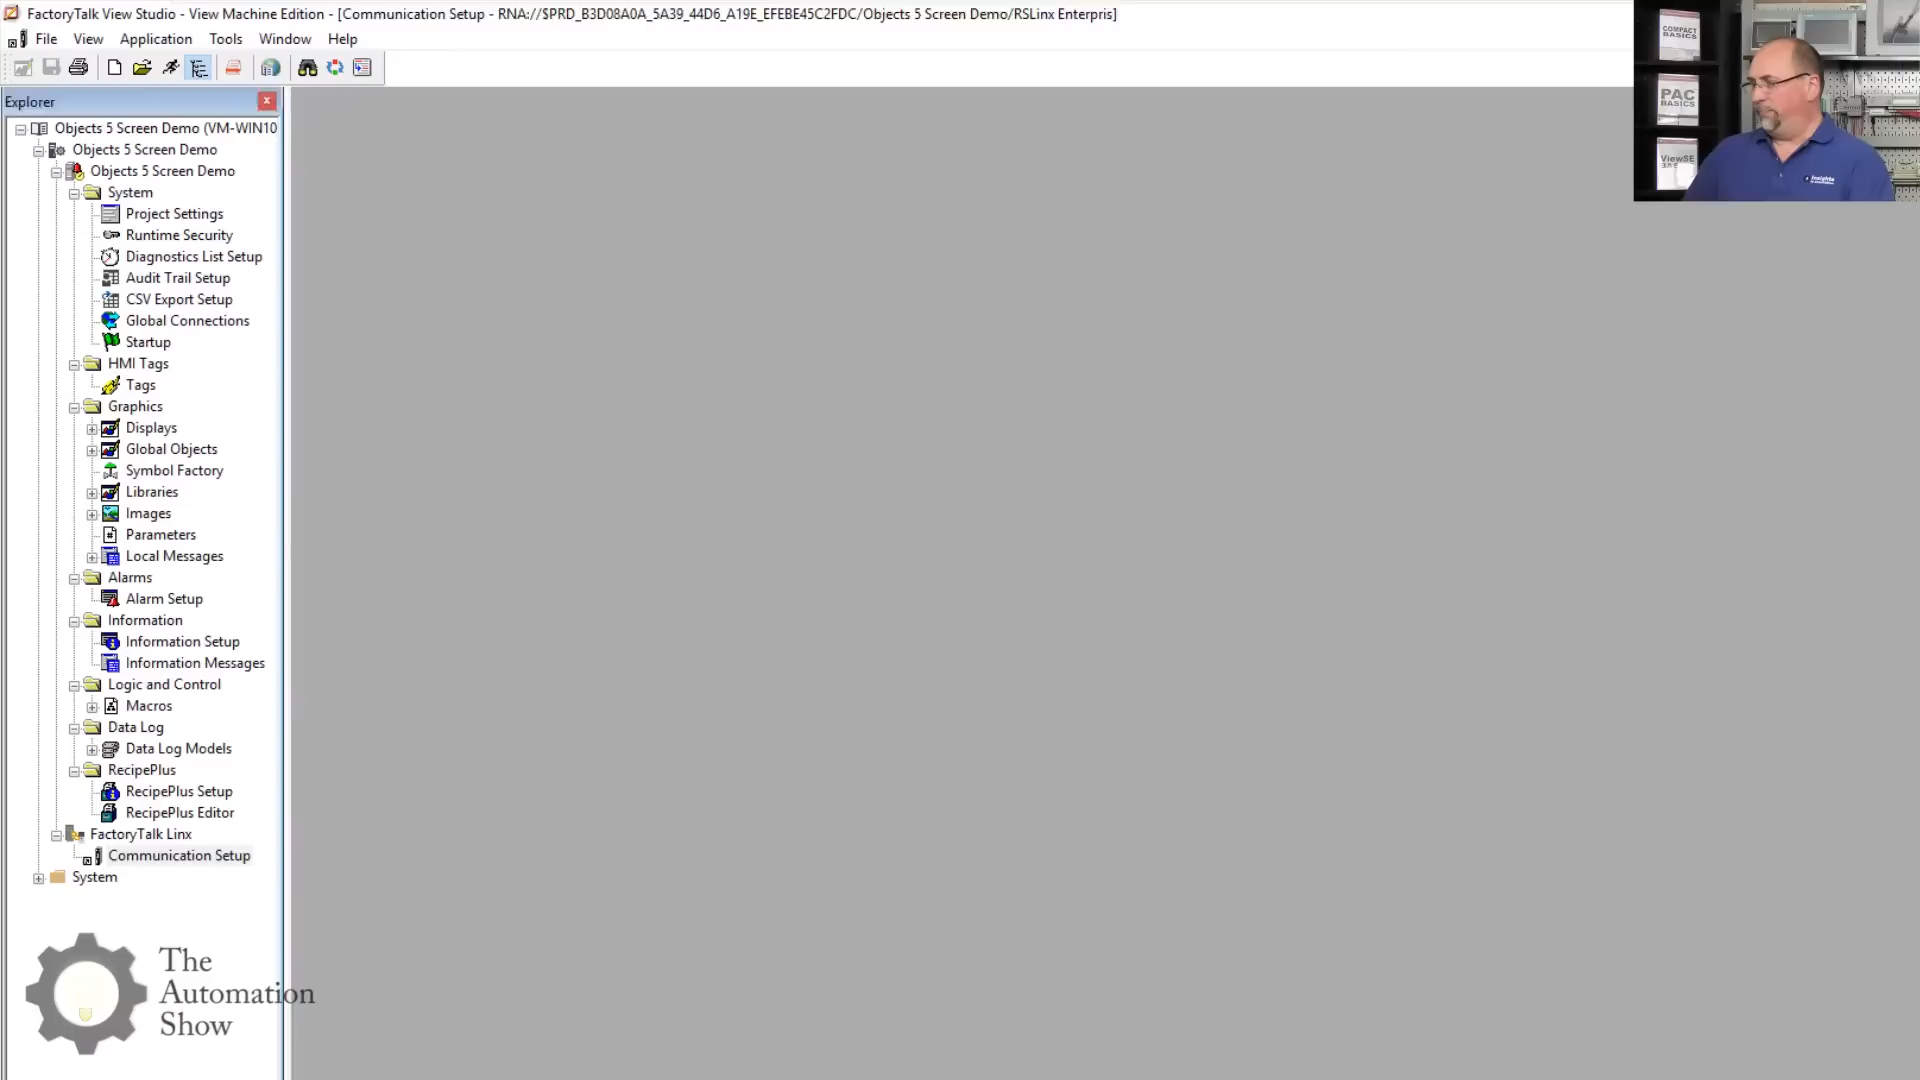 FactoryTalk View Studio - View Machine Edition - [Communication Setup - RNA://$PRD_B3D08A0A_5A39_44D6_A19E_EFEBE45C2FDC/Objects 5 Screen Demo/RSLinx Enterpris]
File View Application Tools Window Help
Explorer
Objects 5 Screen Demo (VM-WIN10
Objects 5 Screen Demo
Objects 5 Screen Demo
System
Project Settings
Runtime Security
Diagnostics List Setup
Audit Trail Setup
CSV Export Setup
Global Connections
Startup
HMI Tags
Tags
Graphics
Displays
Global Objects
Symbol Factory
Libraries
Images
Parameters
Local Messages
Alarms
Alarm Setup
Information
Information Setup
Information Messages
Logic and Control
Macros
Data Log
Data Log Models
RecipePlus
RecipePlus Setup
RecipePlus Editor
FactoryTalk Linx
Communication Setup
System
The
Automation
Show
COMPACT
BASICS
PAC
BASICS
ViewSE
Insights